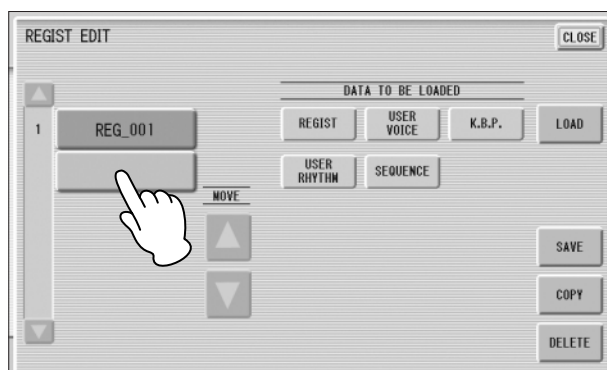 REGIST EDIT
CLOSE
DATA TO BE LOADED
1
REG_001
REGIST
USER
VOICE
K.B.P.
LOAD
USER
RHYTHM
SEQUENCE
MOVE
SAVE
COPY
DELETE